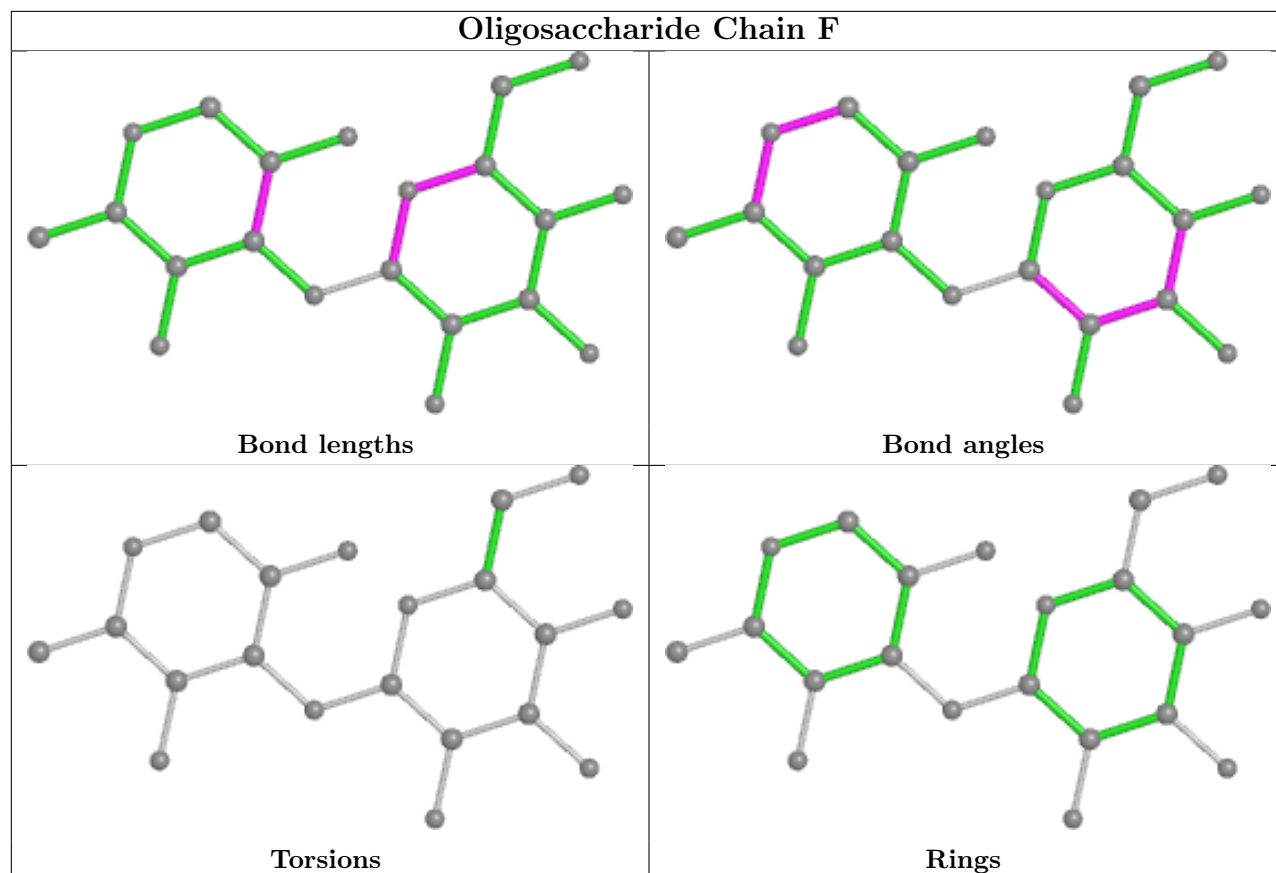 Oligosaccharide Chain F
Bond lengths
Bond angles
Torsions
Rings